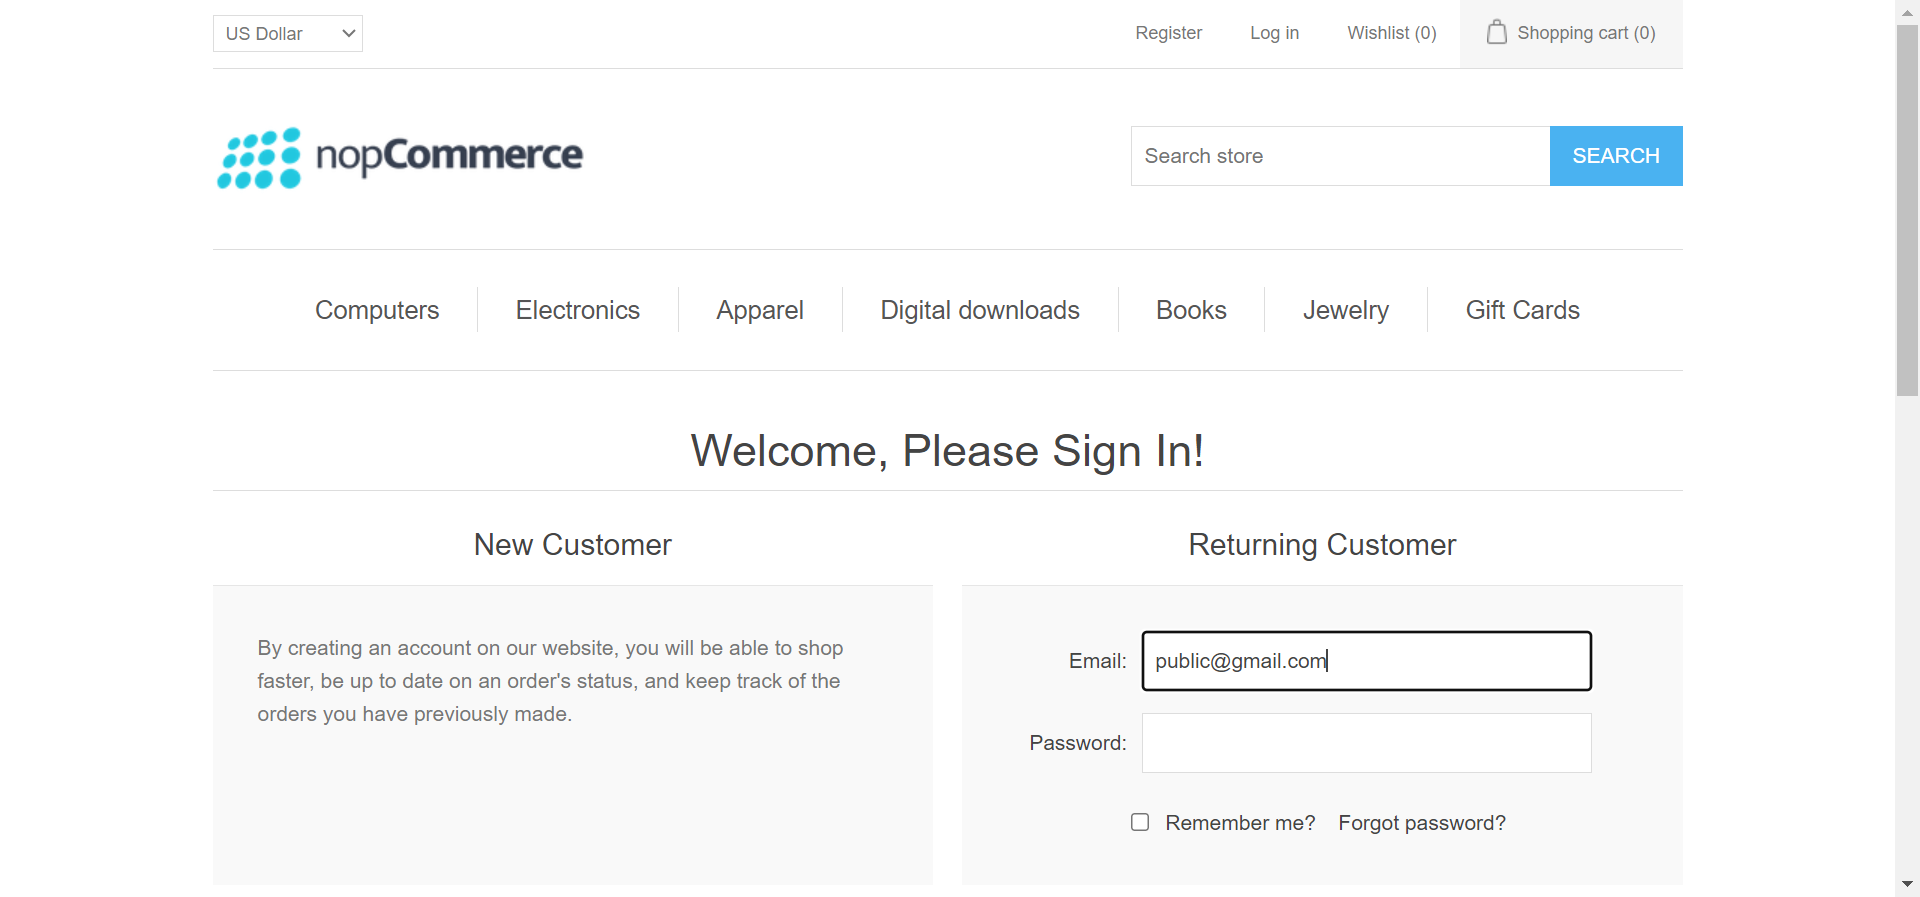 US Dollar
Register
Log in
Wishlist (0)
Shopping cart (0)
nopCommerce
Search store
SEARCH
Computers
Electronics
Apparel
Digital downloads
Books
Jewelry
Gift Cards
Welcome, Please Sign In!
New Customer
By creating an account on our website, you will be able to shop
faster, be up to date on an order's status, and keep track of the
orders you have previously made.
Returning Customer
Email:
public@gmail.com
Password:
Remember me?
Forgot password?